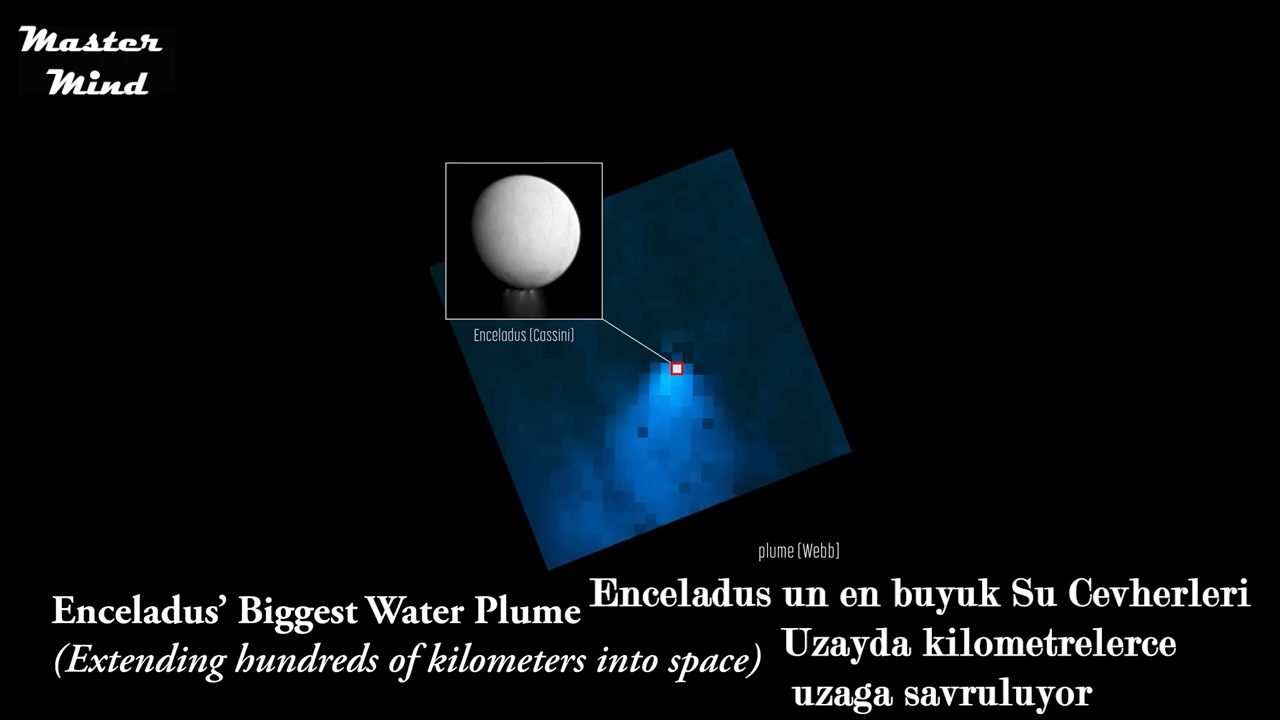 Master
Mind
Enceladus (Cassini)
plume (Webb)
Enceladus’ Biggest Water Plume
(Extending hundreds of kilometers into space)
Enceladus un en buyuk Su Cevherleri
Uzayda kilometrelerce
uzaga savruluyor